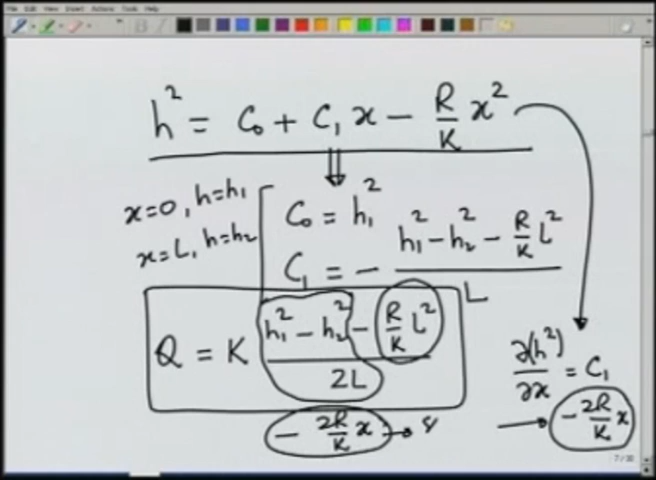 h² = C₀ + C₁ x − R/K x²
x=0, h=h₁
x=L, h=h₂
C₀ = h₁²
C₁ = − (h₁² − h₂² − R/K L²) / L
Q = K (h₁² − h₂² − R/K L²) / 2L
∂(h²)/∂x = C₁
− 2R/K x
− 2R/K x →